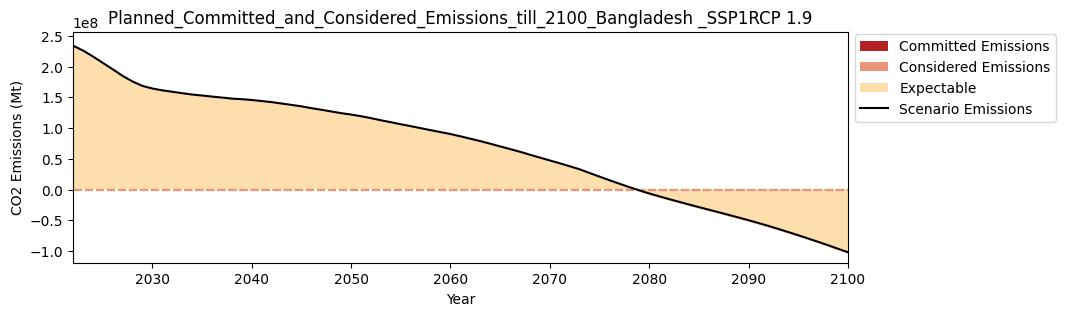 Planned_Committed_and_Considered_Emissions_till_2100_Bangladesh _SSP1RCP 1.9
1e8
2.5
2.0
1.5
1.0
0.5
0.0
−0.5
−1.0
CO2 Emissions (Mt)
2030 2040 2050 2060 2070 2080 2090 2100
Year
Committed Emissions
Considered Emissions
Expectable
Scenario Emissions